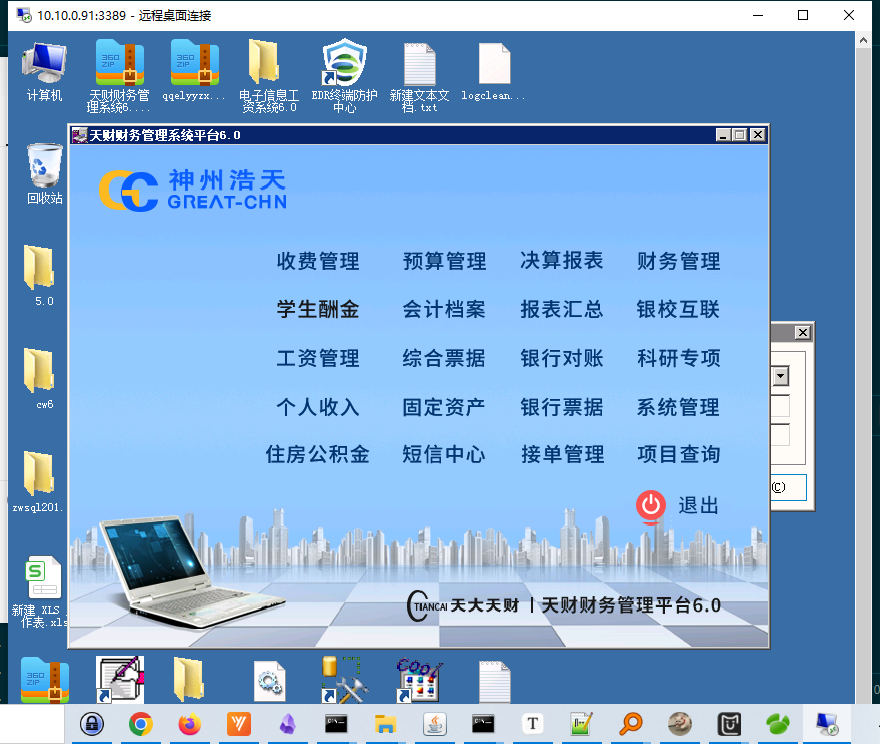 10.10.0.91:3389 - 远程桌面连接
计算机
天财财务管
理系统6....
qqelyyzx...
电子信息工
资系统6.0
EDR终端防护
中心
新建文本文
档.txt
logclean...
天财财务管理系统平台6.0
回收站
神州浩天
GREAT-CHN
收费管理 预算管理 决算报表 财务管理
5.0
学生酬金 会计档案 报表汇总 银校互联
工资管理 综合票据 银行对账 科研专项
cw6
个人收入 固定资产 银行票据 系统管理
住房公积金 短信中心 接单管理 项目查询
(C)
zwsql201.
退出
新建 XLS
作表.xls
TIANCAI 天大天财 | 天财财务管理平台6.0
360
ZIP
COOL
T